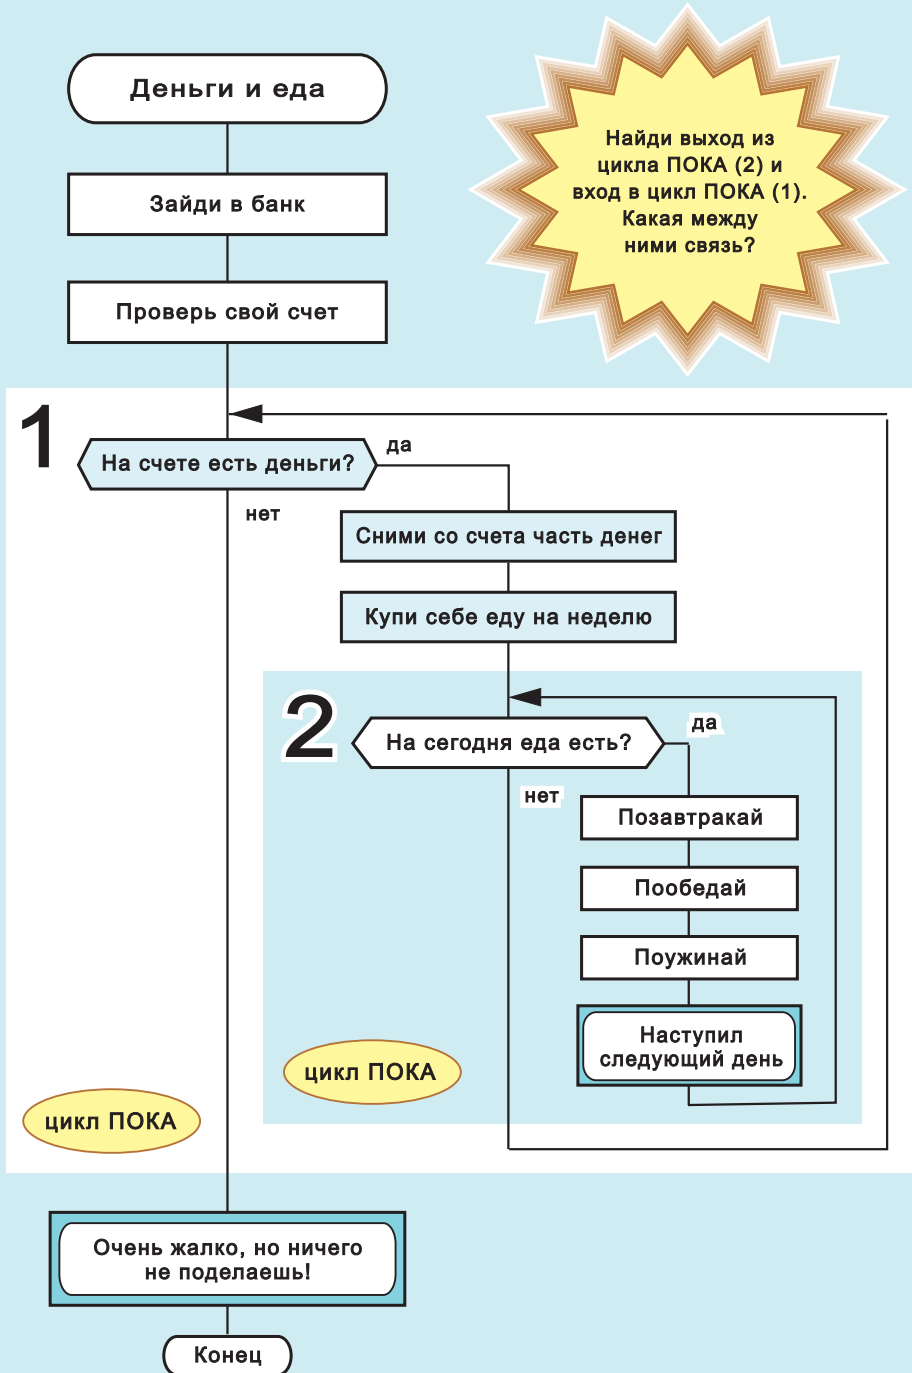 Деньги и еда
Найди выход из
цикла ПОКА (2) и
вход в цикл ПОКА (1).
Какая между
ними связь?
Зайди в банк
Проверь свой счет
1
На счете есть деньги?
да
нет
Сними со счета часть денег
Купи себе еду на неделю
2
На сегодня еда есть?
да
нет
Позавтракай
Пообедай
Поужинай
Наступил
следующий день
цикл ПОКА
цикл ПОКА
Очень жалко, но ничего
не поделаешь!
Конец